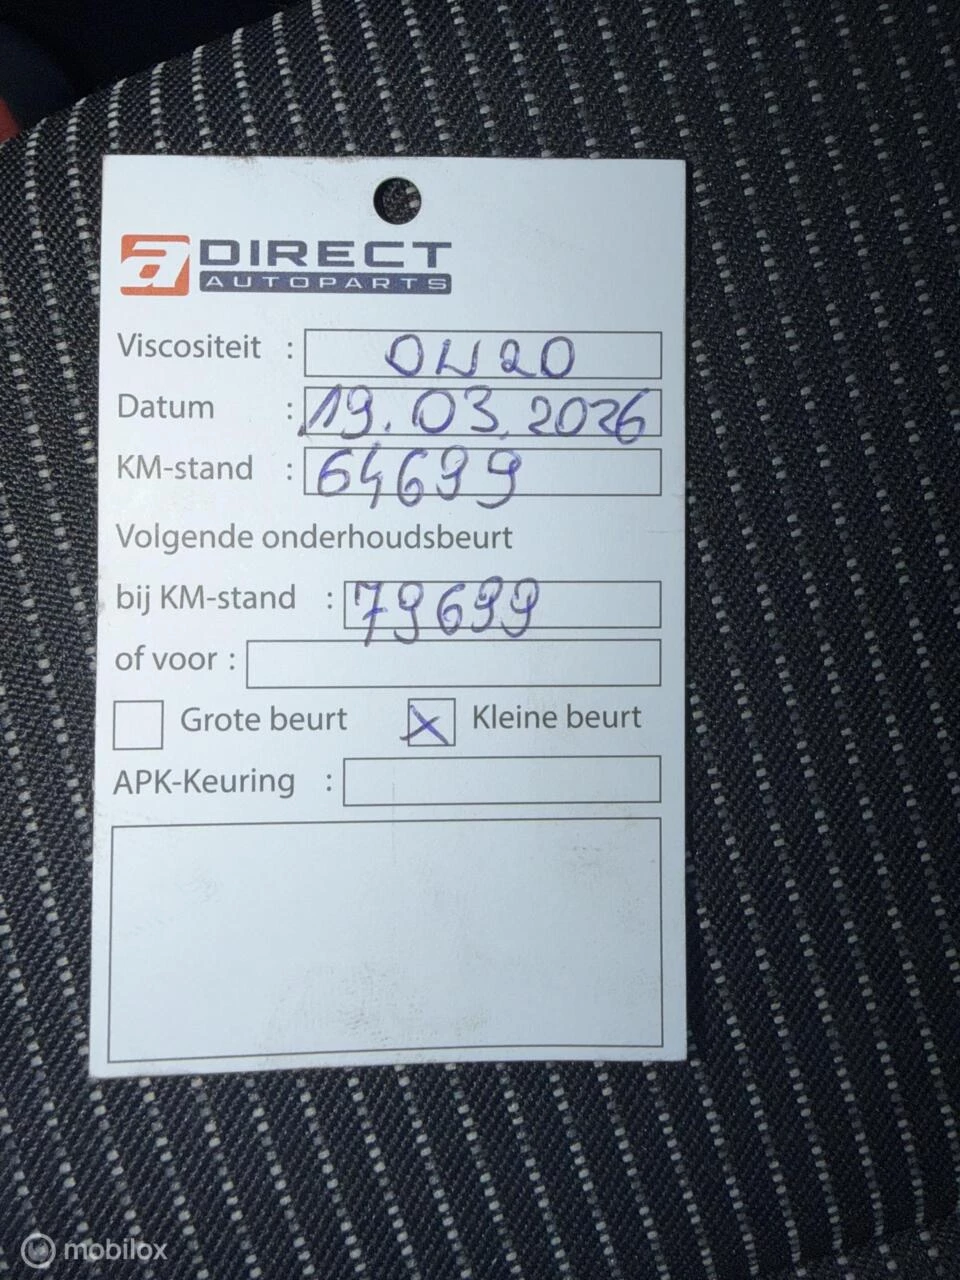 a DIRECT
AUTOPARTS
Viscositeit : 0W20
Datum : 19.03.2026
KM-stand : 64699
Volgende onderhoudsbeurt
bij KM-stand : 79699
of voor :
Grote beurt X Kleine beurt
APK-Keuring :
mobilox